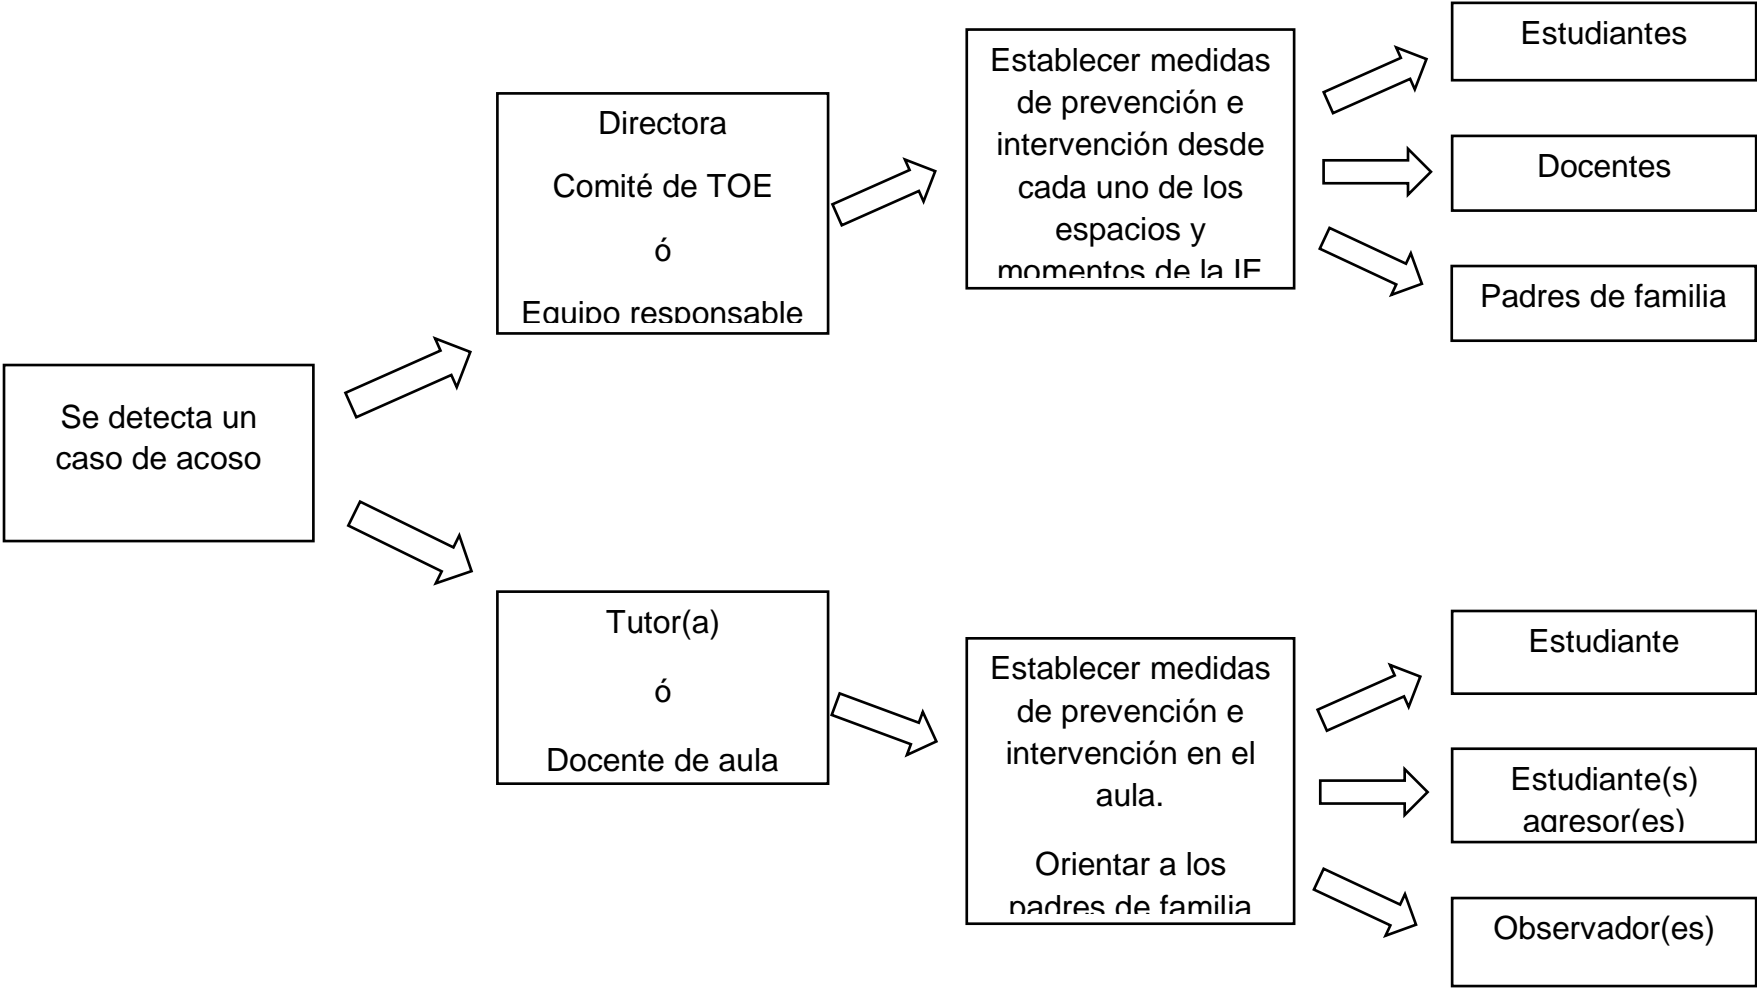 Se detecta un
caso de acoso
Directora
Comité de TOE
ó
Equipo responsable
Establecer medidas
de prevención e
intervención desde
cada uno de los
espacios y
momentos de la IE
Estudiantes
Docentes
Padres de familia
Tutor(a)
ó
Docente de aula
Establecer medidas
de prevención e
intervención en el
aula.
Orientar a los
padres de familia
Estudiante
Estudiante(s)
agresor(es)
Observador(es)